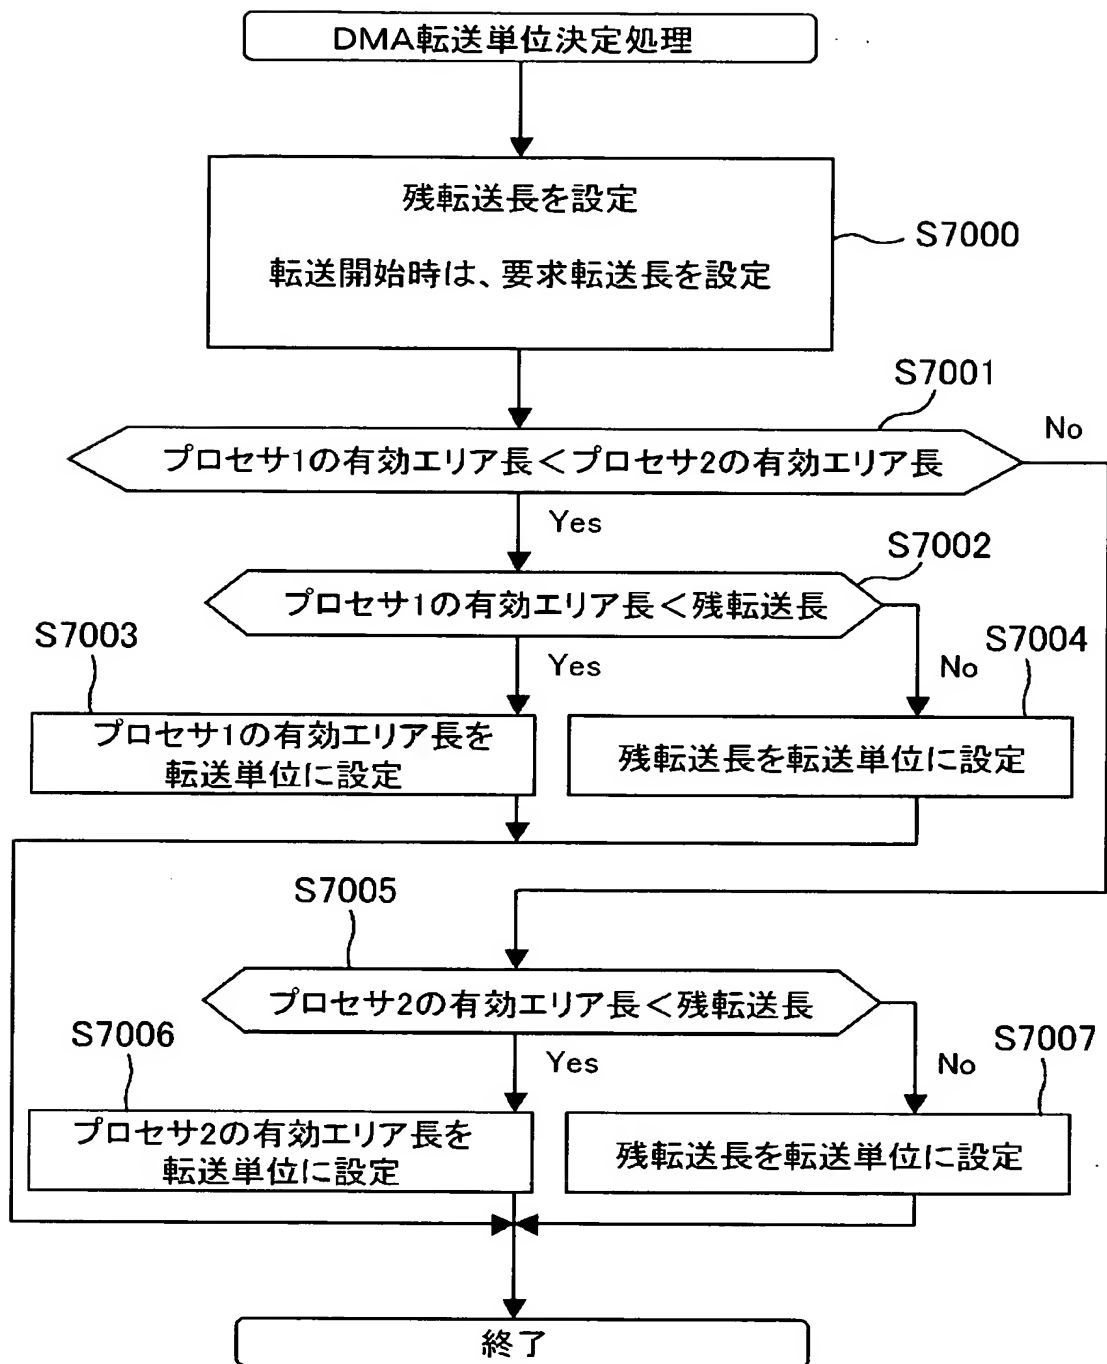 DMA転送単位決定処理
残転送長を設定
転送開始時は、要求転送長を設定
S7000
S7001
プロセサ1の有効エリア長<プロセサ2の有効エリア長
No
Yes
S7002
プロセサ1の有効エリア長<残転送長
S7003
Yes
No
S7004
プロセサ1の有効エリア長を
転送単位に設定
残転送長を転送単位に設定
S7005
プロセサ2の有効エリア長<残転送長
S7006
Yes
No
S7007
プロセサ2の有効エリア長を
転送単位に設定
残転送長を転送単位に設定
終了